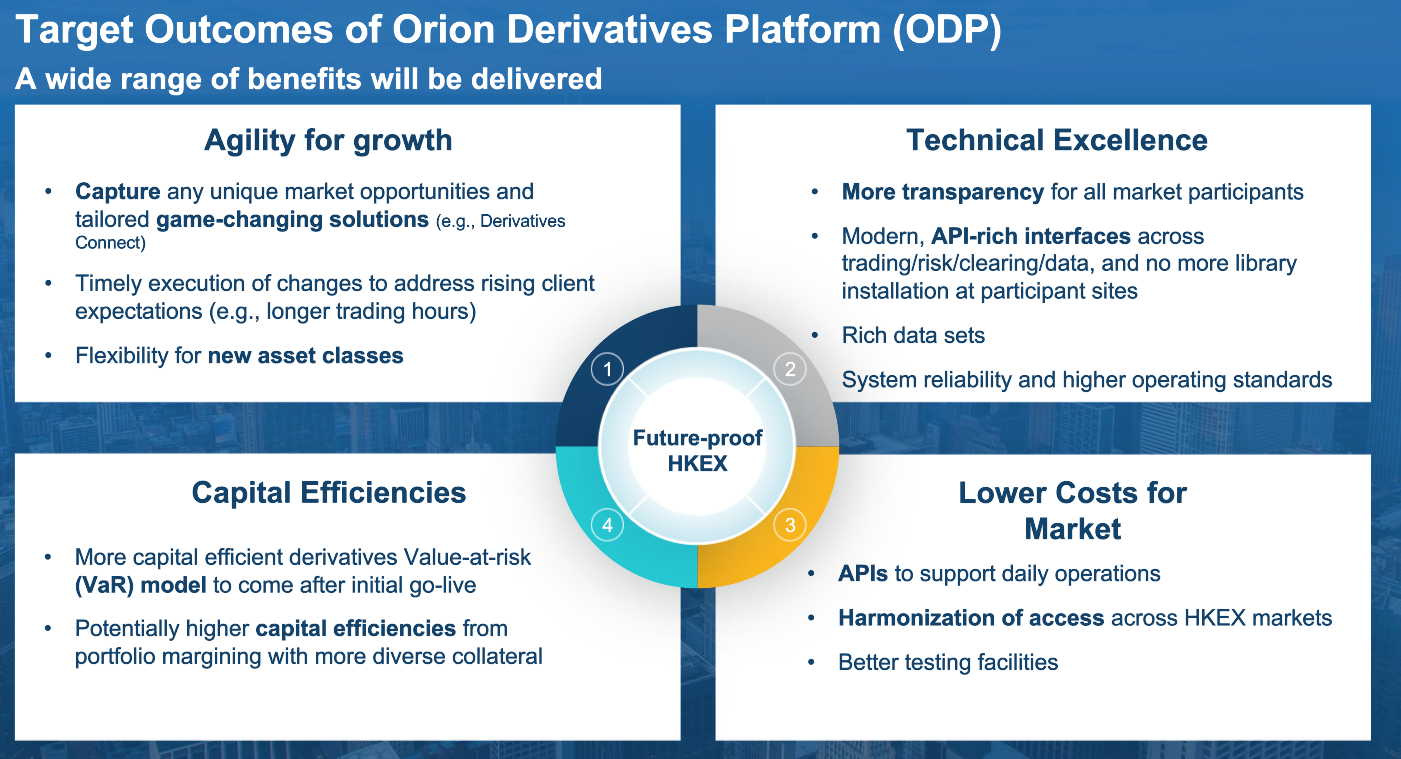 Target Outcomes of Orion Derivatives Platform (ODP)
A wide range of benefits will be delivered
Agility for growth
• Capture any unique market opportunities and
tailored game-changing solutions (e.g., Derivatives
Connect)
• Timely execution of changes to address rising client
expectations (e.g., longer trading hours)
• Flexibility for new asset classes
Technical Excellence
• More transparency for all market participants
• Modern, API-rich interfaces across
trading/risk/clearing/data, and no more library
installation at participant sites
• Rich data sets
System reliability and higher operating standards
1
2
Future-proof
HKEX
4
3
Capital Efficiencies
• More capital efficient derivatives Value-at-risk
(VaR) model to come after initial go-live
• Potentially higher capital efficiencies from
portfolio margining with more diverse collateral
Lower Costs for
Market
• APIs to support daily operations
• Harmonization of access across HKEX markets
• Better testing facilities